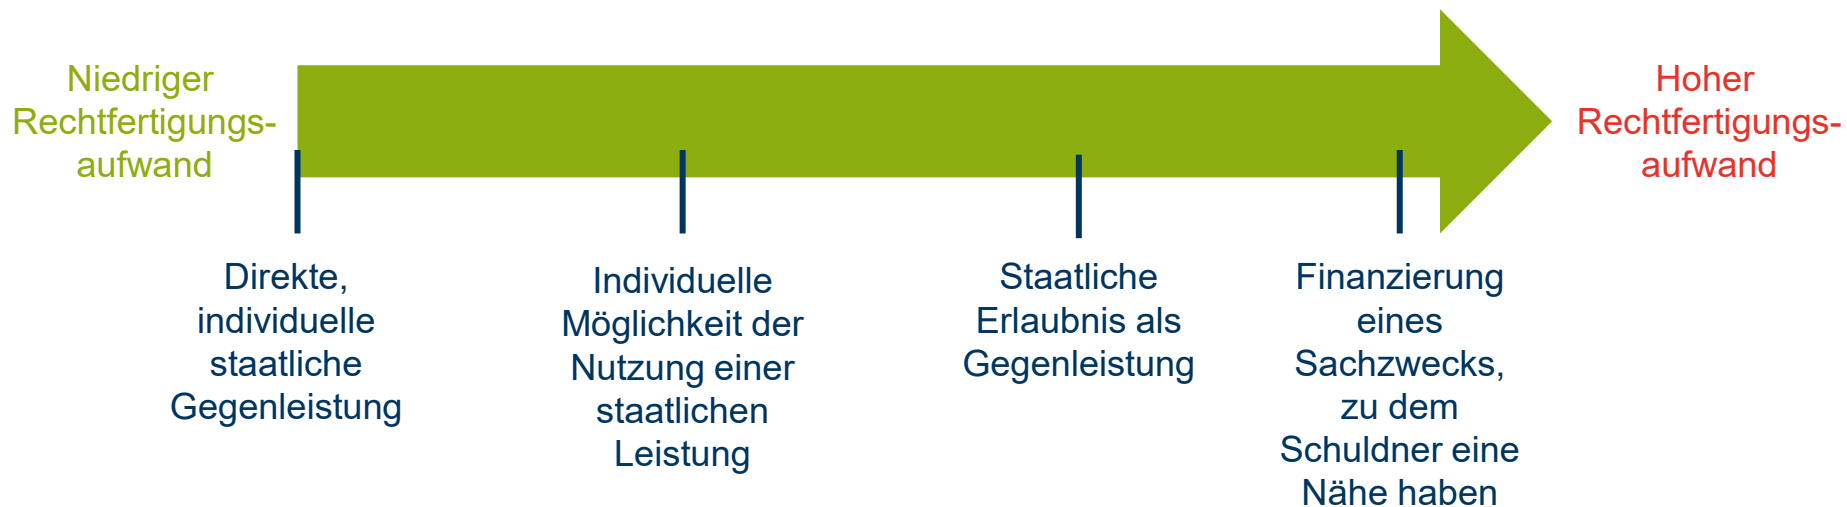 Niedriger
Rechtfertigungs-
aufwand
Hoher
Rechtfertigungs-
aufwand
Direkte,
individuelle
staatliche
Gegenleistung
Individuelle
Möglichkeit der
Nutzung einer
staatlichen
Leistung
Staatliche
Erlaubnis als
Gegenleistung
Finanzierung
eines
Sachzwecks,
zu dem
Schuldner eine
Nähe haben